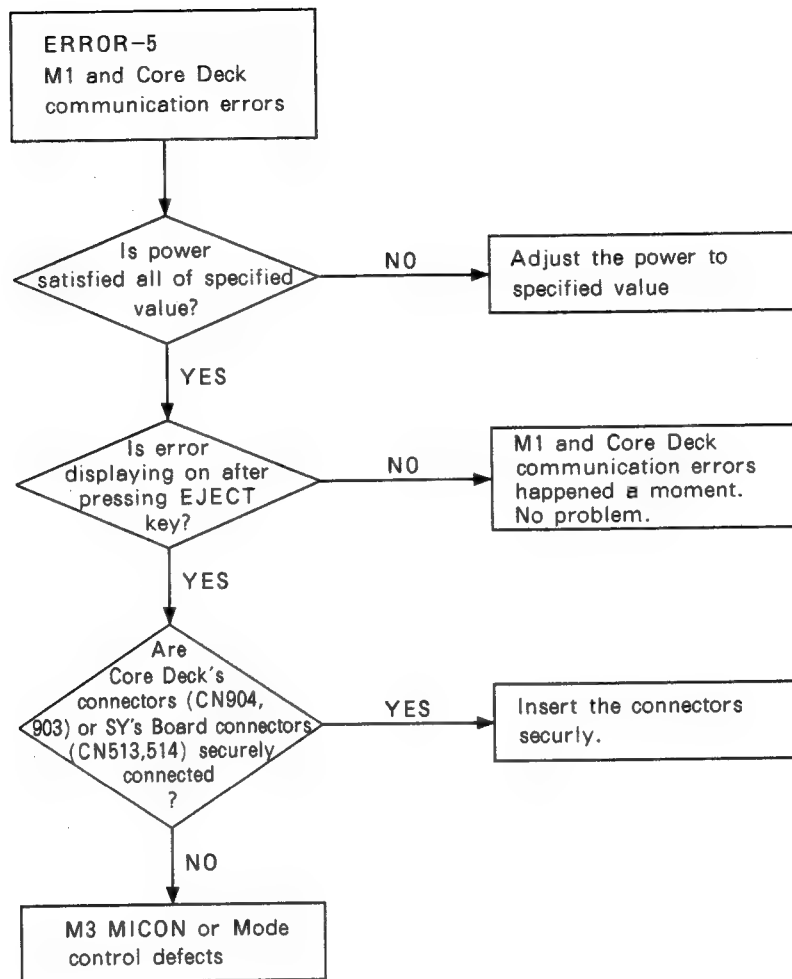 ERROR-5
M1 and Core Deck
communication errors
Is power
satisfied all of specified
value?
NO
Adjust the power to
specified value
YES
Is error
displaying on after
pressing EJECT
key?
NO
M1 and Core Deck
communication errors
happened a moment.
No problem.
YES
Are
Core Deck's
connectors (CN904,
903) or SY's Board connectors
(CN513,514) securely
connected
?
YES
Insert the connectors
securly.
NO
M3 MICON or Mode
control defects